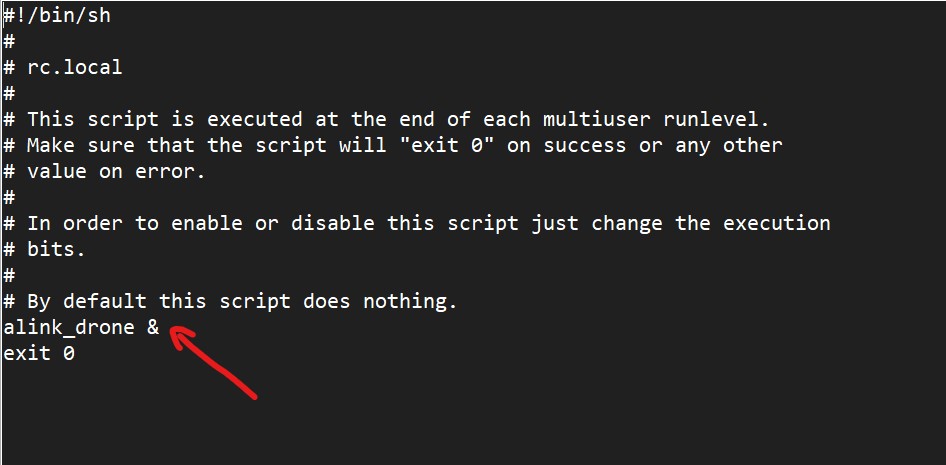 #!/bin/sh
#
# rc.local
#
# This script is executed at the end of each multiuser runlevel.
# Make sure that the script will "exit 0" on success or any other
# value on error.
#
# In order to enable or disable this script just change the execution
# bits.
#
# By default this script does nothing.
alink_drone &
exit 0